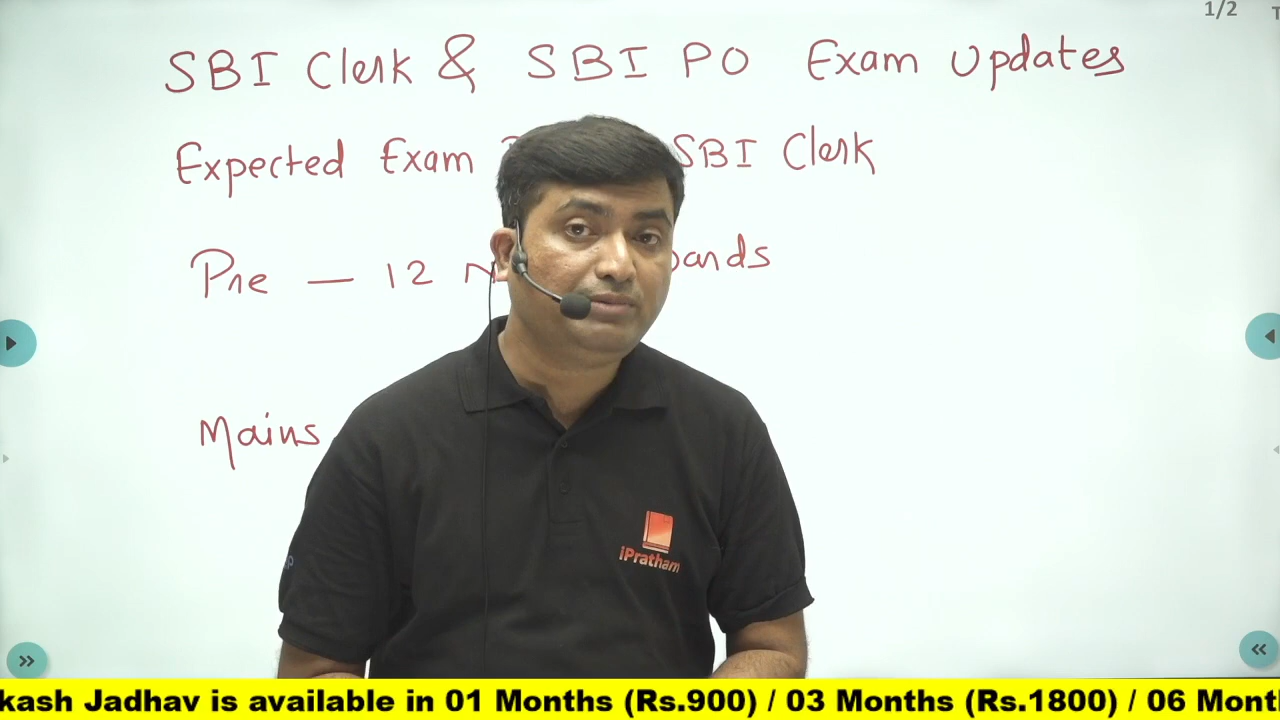 1/2
SBI Clerk & SBI PO Exam Updates
Expected Exam SBI Clerk
Pre — 12
Mains
iPratham
kash Jadhav is available in 01 Months (Rs.900) / 03 Months (Rs.1800) / 06 Mont